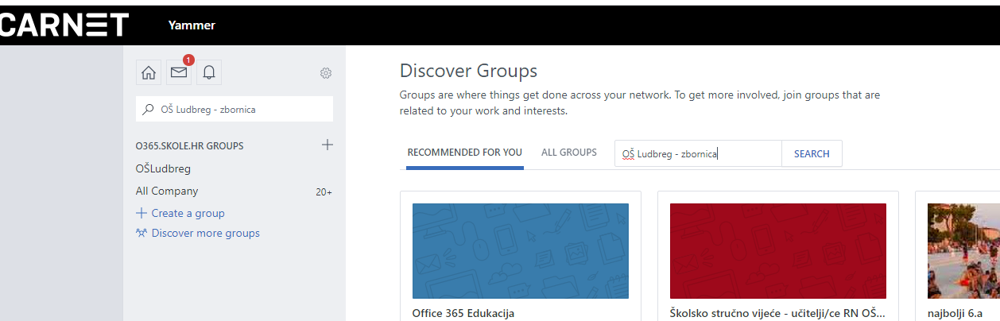 CARNET
Yammer
1
OŠ Ludbreg - zbornica
O365.SKOLE.HR GROUPS
OŠLudbreg
All Company 20+
Create a group
Discover more groups
Discover Groups
Groups are where things get done across your network. To get more involved, join groups that are
related to your work and interests.
RECOMMENDED FOR YOU ALL GROUPS OŠ Ludbreg - zbornica SEARCH
Office 365 Edukacija
Školsko stručno vijeće - učitelji/ce RN OŠ...
najbolji 6.a